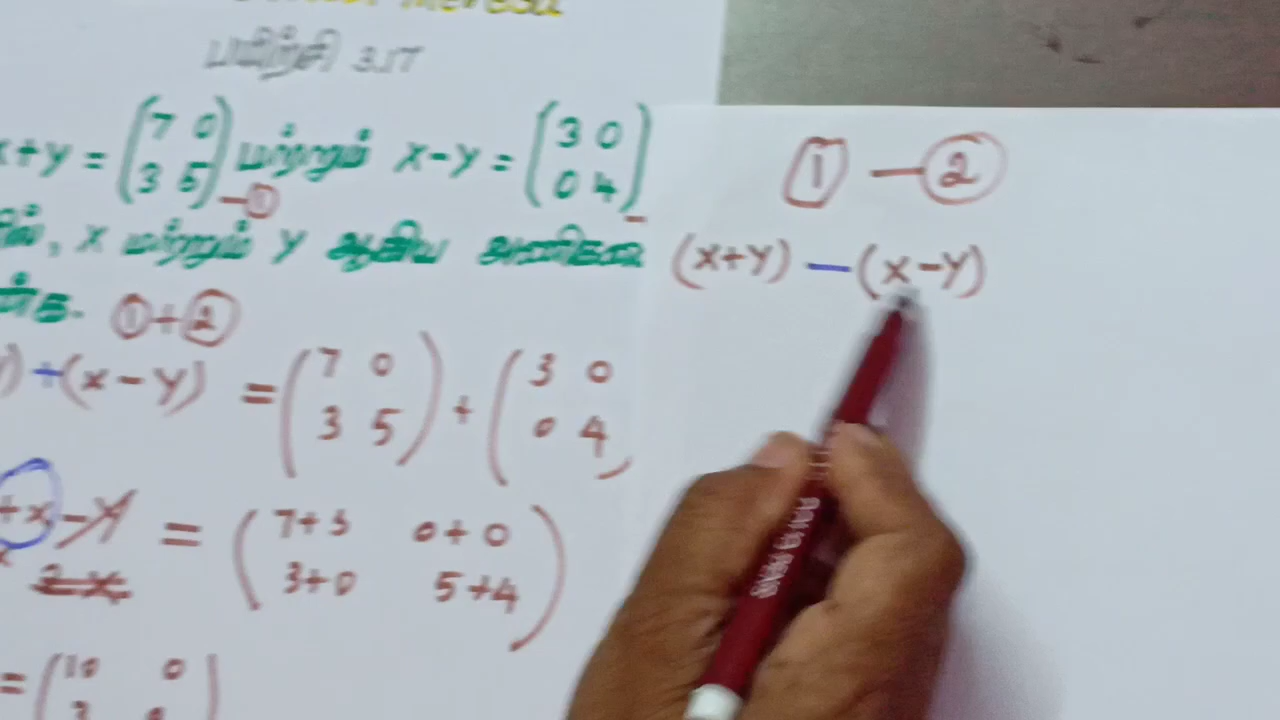 பயிற்சி 3.17
x+y = (7 0 3 5) -① மற்றும் x-y = (3 0 0 4) -
x மற்றும் y ஆகிய அணிகளை
① + ②
) + (x - y) = (7 0 3 5) + (3 0 0 4)
+x - y = (7+3 0+0 3+0 5+4)
2x
= (10 0
① - ②
(x+y) - (x-y)